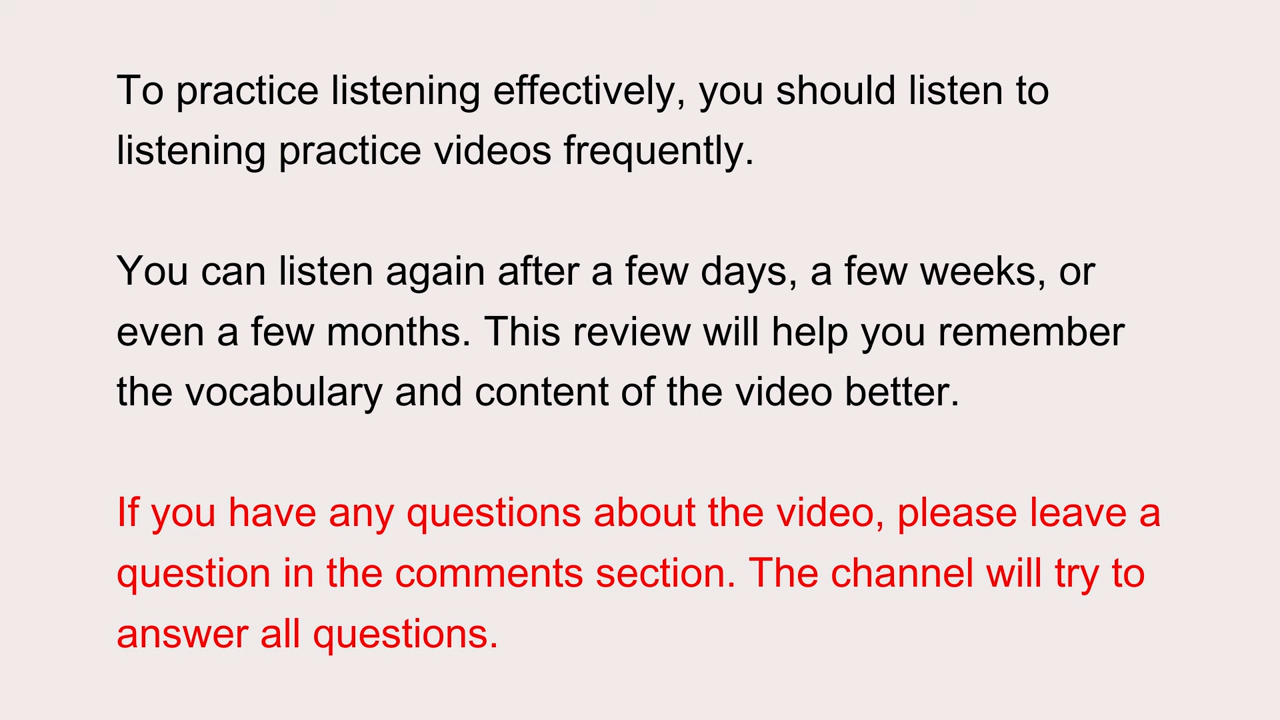 To practice listening effectively, you should listen to
listening practice videos frequently.
You can listen again after a few days, a few weeks, or
even a few months. This review will help you remember
the vocabulary and content of the video better.
If you have any questions about the video, please leave a
question in the comments section. The channel will try to
answer all questions.